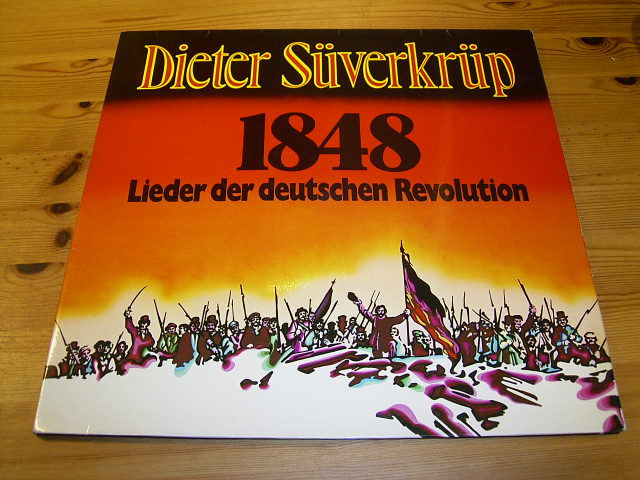 Dieter Süverkrüp
1848
Lieder der deutschen Revolution